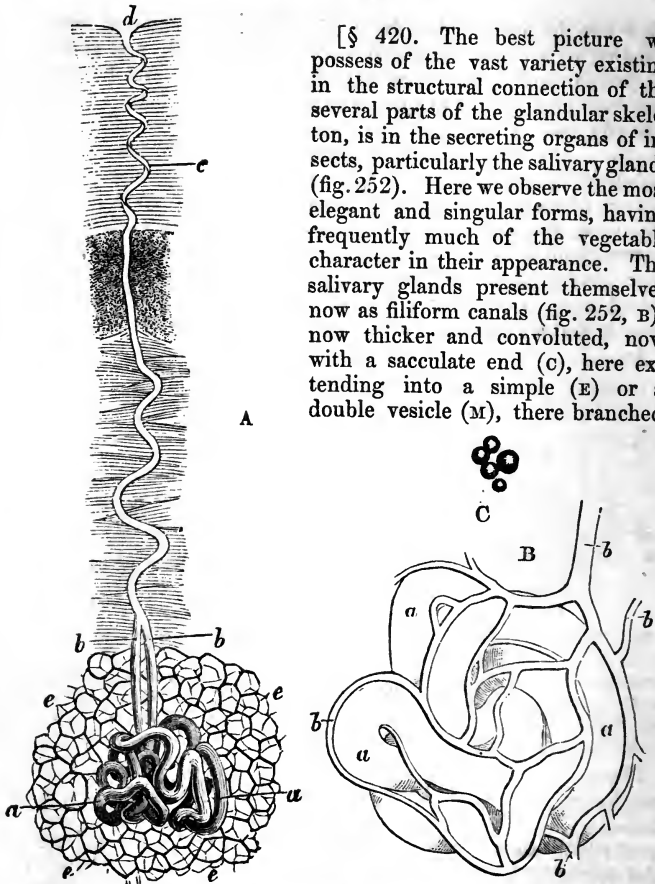 [§ 420. The best picture w
possess of the vast variety existin
in the structural connection of th
several parts of the glandular skele
ton, is in the secreting organs of in
sects, particularly the salivary gland
(fig. 252). Here we observe the mos
elegant and singular forms, havin
frequently much of the vegetabl
character in their appearance. Th
salivary glands present themselve
now as filiform canals (fig. 252, B)
now thicker and convoluted, now
with a sacculate end (C), here ex
tending into a simple (E) or a
double vesicle (M), there branched
d
c
A
b
b
e
e
a
a
e
e
C
B
b
b
a
b
a
a
b